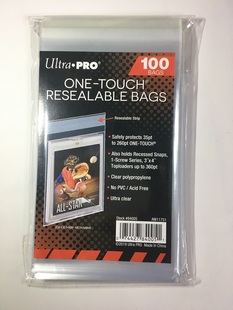 Ultra•PRO®
100
BAGS
ONE-TOUCH®
RESEALABLE BAGS
Resealable Strip
• Safely protects 35pt
to 260pt ONE-TOUCH®
• Also holds Recessed Snaps,
1-Screw Series, 3"x4"
Toploaders up to 360pt
• Clear polypropylene
• No PVC / Acid Free
• Ultra clear
ALL-STAR
Stock #84005